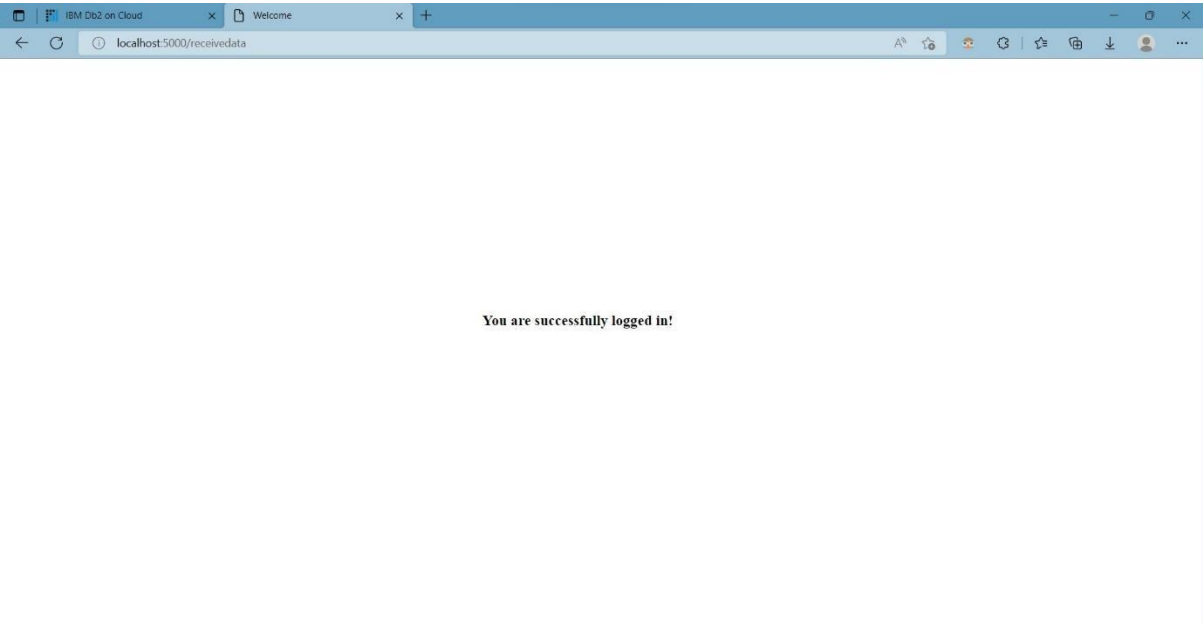 IBM Db2 on Cloud
Welcome
localhost:5000/receivedata
You are successfully logged in!